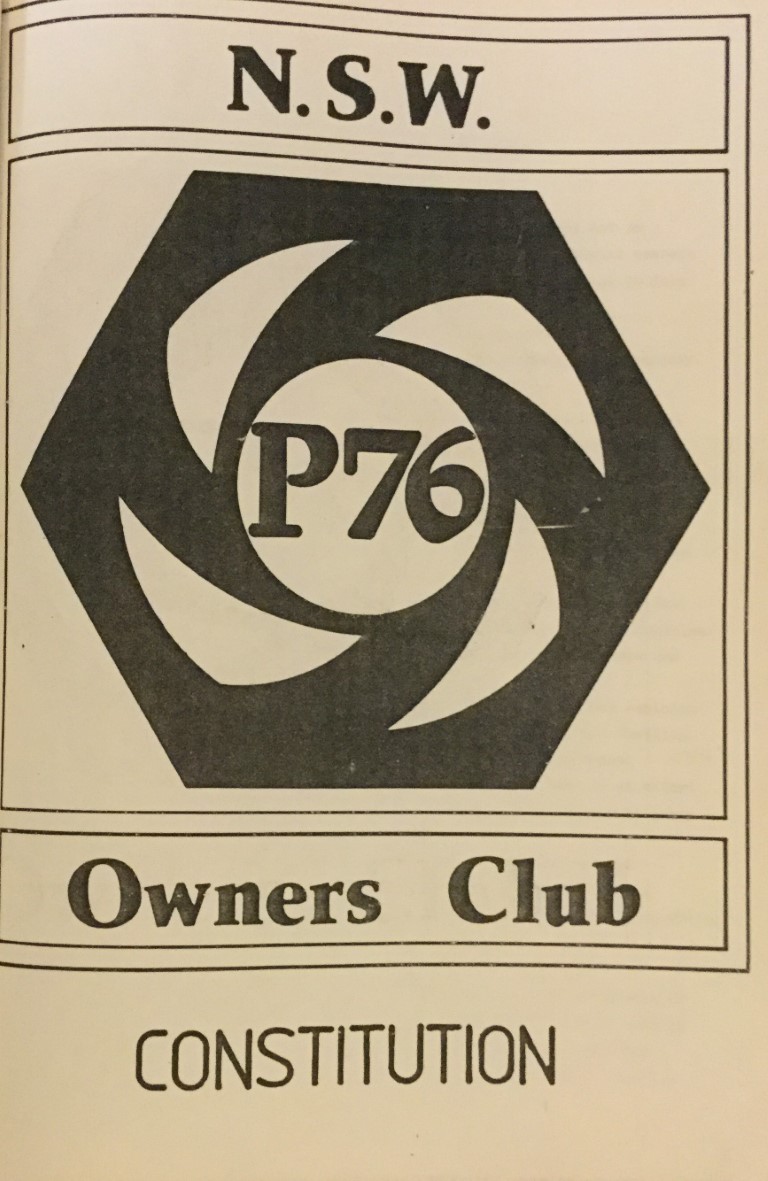 N.S.W.
P76
Owners Club
CONSTITUTION